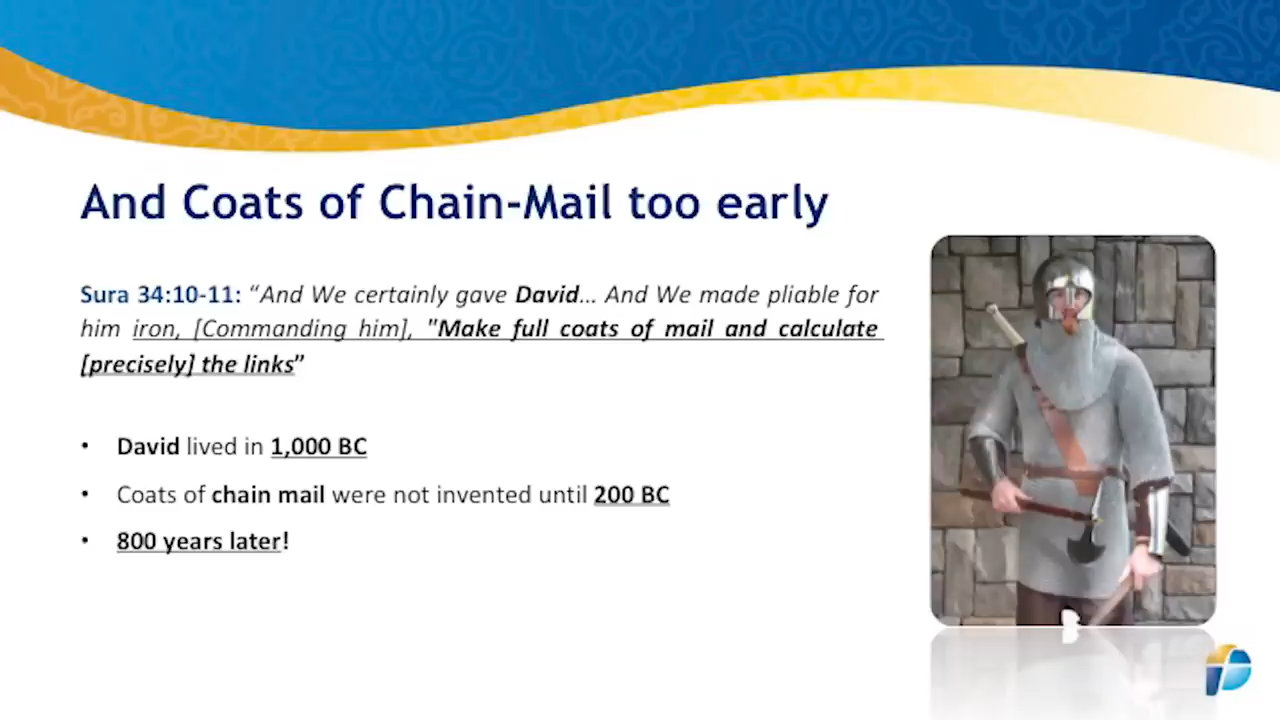 And Coats of Chain-Mail too early
Sura 34:10-11: “And We certainly gave David… And We made pliable for
him iron, [Commanding him], "Make full coats of mail and calculate
[precisely] the links”
• David lived in 1,000 BC
• Coats of chain mail were not invented until 200 BC
• 800 years later!